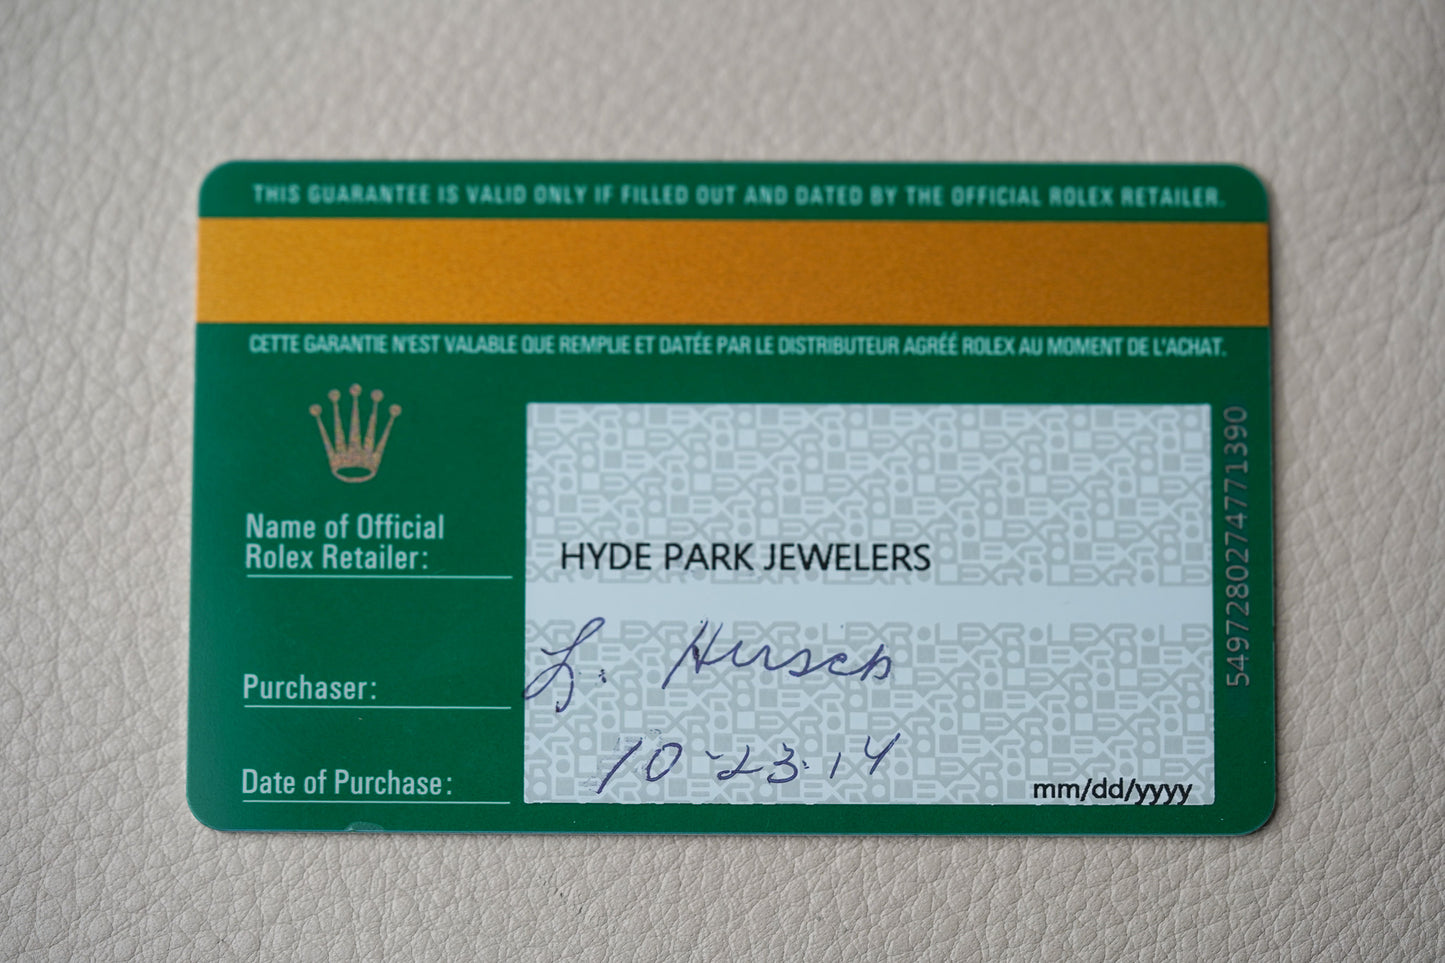 THIS GUARANTEE IS VALID ONLY IF FILLED OUT AND DATED BY THE OFFICIAL ROLEX RETAILER.
CETTE GARANTIE N'EST VALABLE QUE REMPLIE ET DATÉE PAR LE DISTRIBUTEUR AGRÉÉ ROLEX AU MOMENT DE L'ACHAT.
Name of Official
Rolex Retailer:
HYDE PARK JEWELERS
Purchaser:
L. Hersch
Date of Purchase:
10-23-14
mm/dd/yyyy
5497280274771390